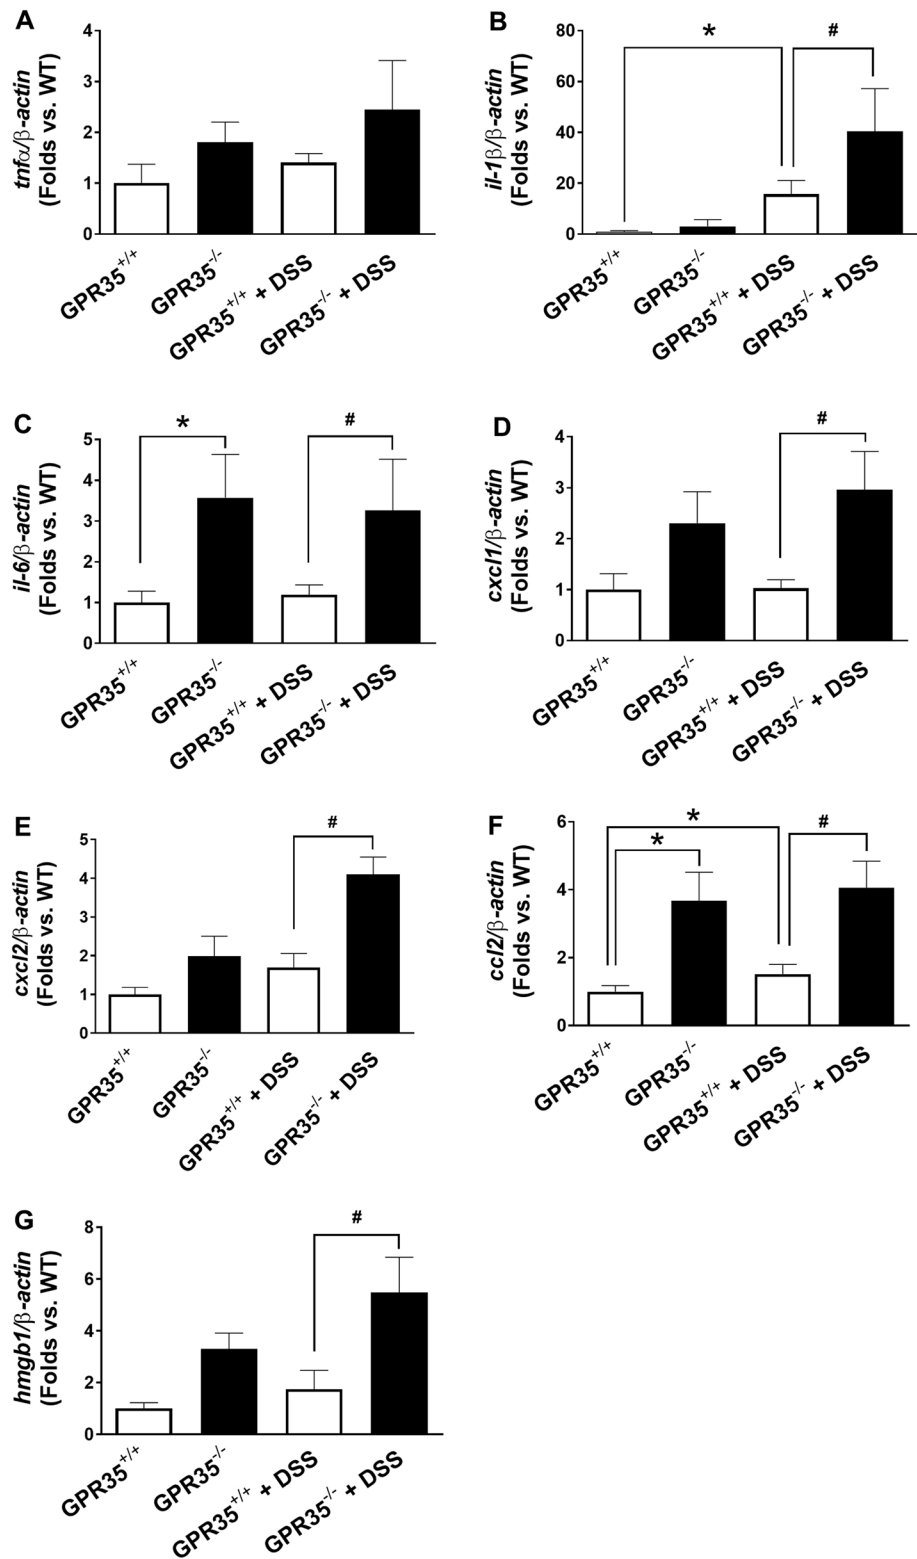 A
tnfα/β-actin
(Folds vs. WT)
4
3
2
1
0
GPR35+/+
GPR35-/-
GPR35+/+ + DSS
GPR35-/- + DSS
B
il-1β/β-actin
(Folds vs. WT)
80
60
40
20
0
*
#
GPR35+/+
GPR35-/-
GPR35+/+ + DSS
GPR35-/- + DSS
C
il-6/β-actin
(Folds vs. WT)
5
4
3
2
1
0
*
#
GPR35+/+
GPR35-/-
GPR35+/+ + DSS
GPR35-/- + DSS
D
cxcl1/β-actin
(Folds vs. WT)
4
3
2
1
0
#
GPR35+/+
GPR35-/-
GPR35+/+ + DSS
GPR35-/- + DSS
E
cxcl2/β-actin
(Folds vs. WT)
5
4
3
2
1
0
#
GPR35+/+
GPR35-/-
GPR35+/+ + DSS
GPR35-/- + DSS
F
ccl2/β-actin
(Folds vs. WT)
6
4
2
0
*
*
#
GPR35+/+
GPR35-/-
GPR35+/+ + DSS
GPR35-/- + DSS
G
hmgb1/β-actin
(Folds vs. WT)
8
6
4
2
0
#
GPR35+/+
GPR35-/-
GPR35+/+ + DSS
GPR35-/- + DSS